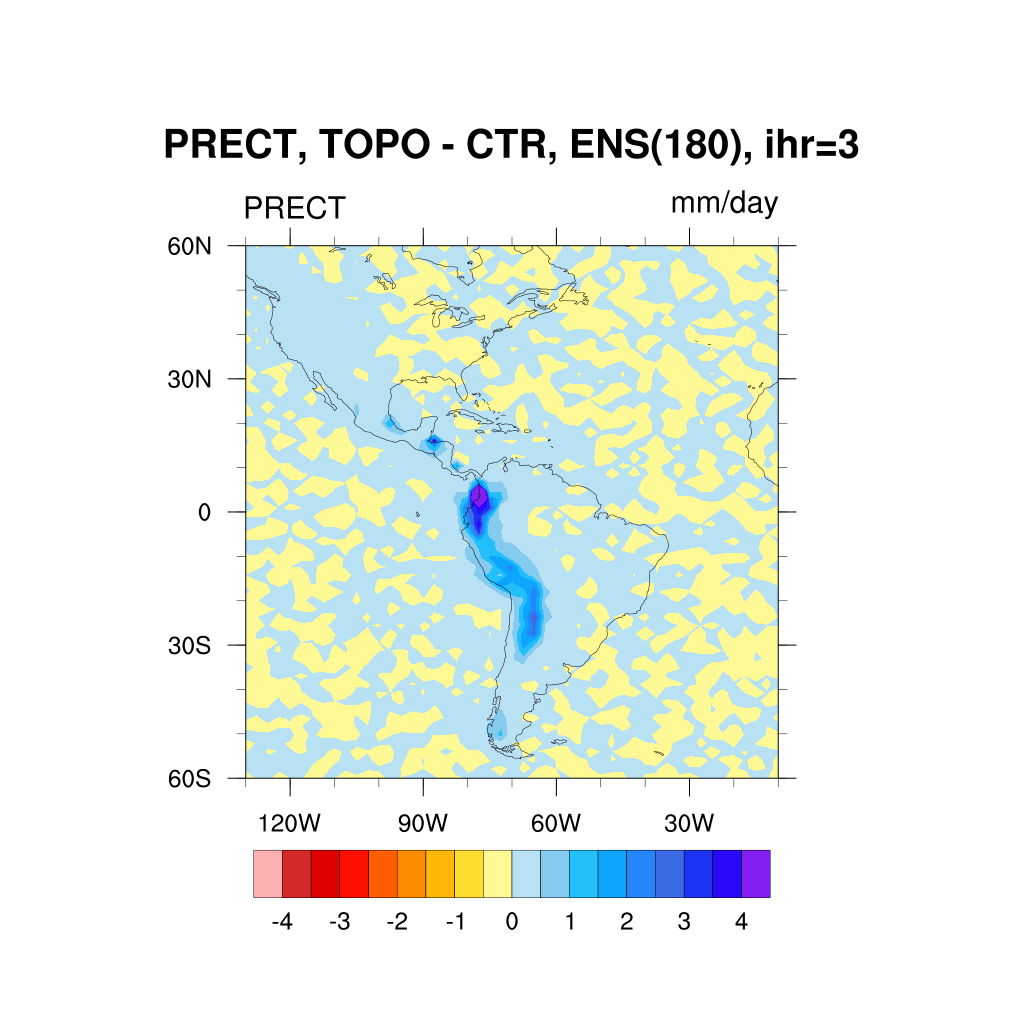 PRECT, TOPO - CTR, ENS(180), ihr=3
PRECT mm/day
60N
30N
0
30S
60S
120W 90W 60W 30W
-4 -3 -2 -1 0 1 2 3 4